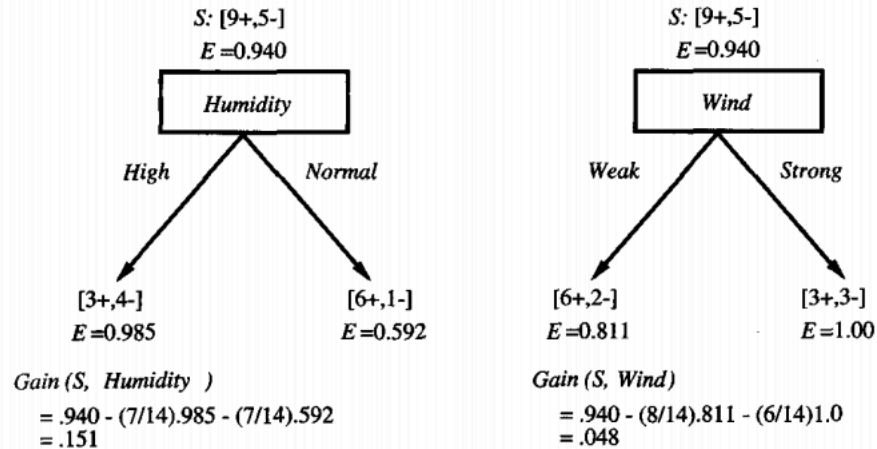 S: [9+,5-]
E =0.940
Humidity
High
Normal
[3+,4-]
E =0.985
[6+,1-]
E =0.592
Gain (S, Humidity )
= .940 - (7/14).985 - (7/14).592
= .151
S: [9+,5-]
E =0.940
Wind
Weak
Strong
[6+,2-]
E =0.811
[3+,3-]
E =1.00
Gain (S, Wind)
= .940 - (8/14).811 - (6/14)1.0
= .048